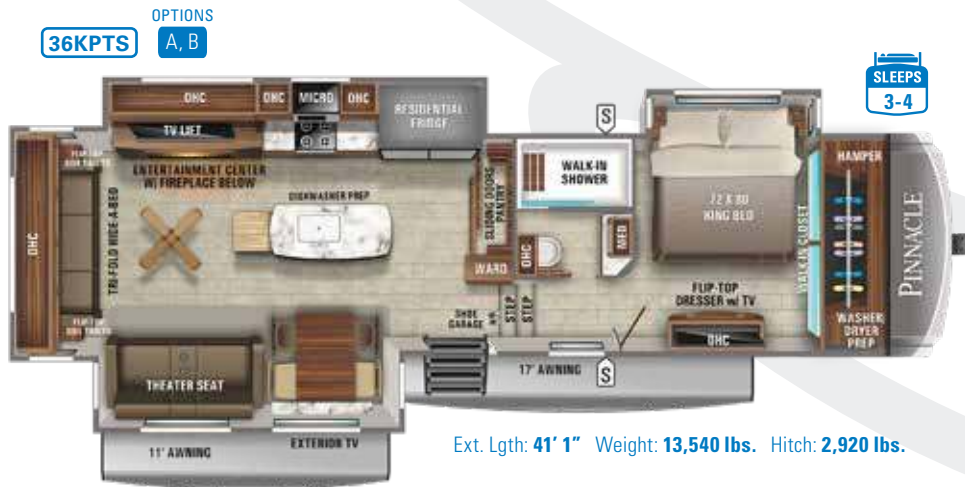 OPTIONS
36KPTS
A, B
SLEEPS
3-4
OHC
OHC
MICRO
OHC
RESIDENTIAL
FRIDGE
TV LIFT
ENTERTAINMENT CENTER
W/ FIREPLACE BELOW
S
WALK-IN
SHOWER
HAMPER
OHC
TRI-FOLD HIDE-A-BED
DISHWASHER PREP
SLIDING DOORS
PANTRY
MED
72 X 80
KING BED
WALK-IN CLOSET
PINNACLE
OHC
WARD
STEP
STEP
FLIP-TOP
DRESSER w/ TV
OHC
SHOE
GARAGE
WASHER
DRYER
PREP
FLIP-TOP
THEATER SEAT
17' AWNING
S
11' AWNING
EXTERIOR TV
Ext. Lgth: 41' 1" Weight: 13,540 lbs. Hitch: 2,920 lbs.